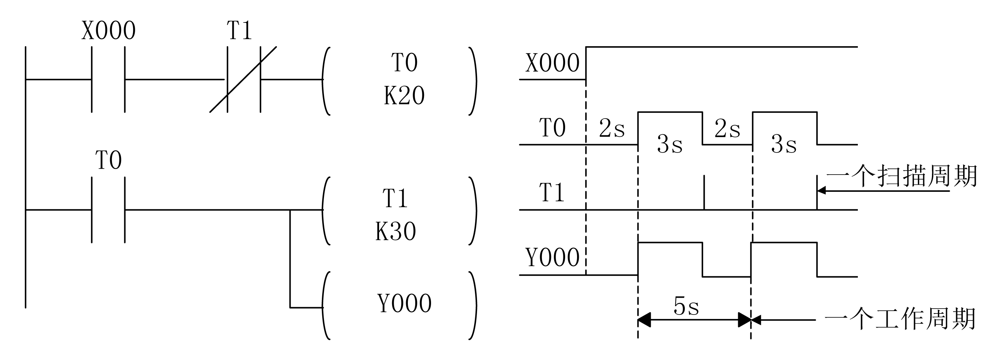 X000 T1
T0
K20
T0
T1
K30
Y000
X000
T0 2s 3s 2s 3s
一个扫描周期
T1
Y000
5s
一个工作周期